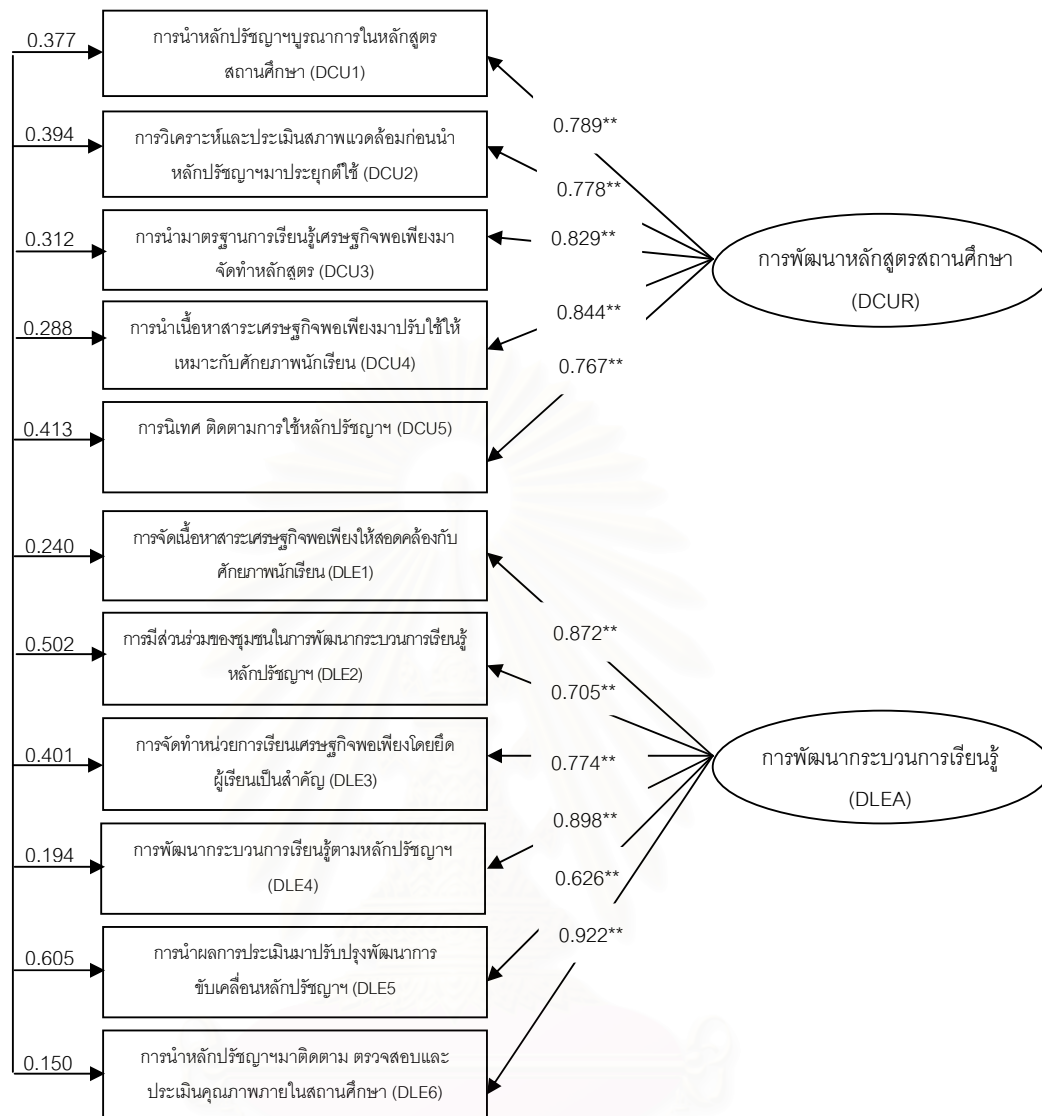 0.377
การนำหลักปรัชญาฯบูรณาการในหลักสูตร
สถานศึกษา (DCU1)
0.789**
0.394
การวิเคราะห์และประเมินสภาพแวดล้อมก่อนนำ
หลักปรัชญาฯมาประยุกต์ใช้ (DCU2)
0.778**
0.312
การนำมาตรฐานการเรียนรู้เศรษฐกิจพอเพียงมา
จัดทำหลักสูตร (DCU3)
0.829**
การพัฒนาหลักสูตรสถานศึกษา
(DCUR)
0.288
การนำเนื้อหาสาระเศรษฐกิจพอเพียงมาปรับใช้ให้
เหมาะกับศักยภาพนักเรียน (DCU4)
0.844**
0.767**
0.413
การนิเทศ ติดตามการใช้หลักปรัชญาฯ (DCU5)
0.240
การจัดเนื้อหาสาระเศรษฐกิจพอเพียงให้สอดคล้องกับ
ศักยภาพนักเรียน (DLE1)
0.872**
0.502
การมีส่วนร่วมของชุมชนในการพัฒนากระบวนการเรียนรู้
หลักปรัชญาฯ (DLE2)
0.705**
0.401
การจัดทำหน่วยการเรียนเศรษฐกิจพอเพียงโดยยึด
ผู้เรียนเป็นสำคัญ (DLE3)
0.774**
การพัฒนากระบวนการเรียนรู้
(DLEA)
0.194
การพัฒนากระบวนการเรียนรู้ตามหลักปรัชญาฯ
(DLE4)
0.898**
0.626**
0.605
การนำผลการประเมินมาปรับปรุงพัฒนาการ
ขับเคลื่อนหลักปรัชญาฯ (DLE5
0.922**
0.150
การนำหลักปรัชญาฯมาติดตาม ตรวจสอบและ
ประเมินคุณภาพภายในสถานศึกษา (DLE6)